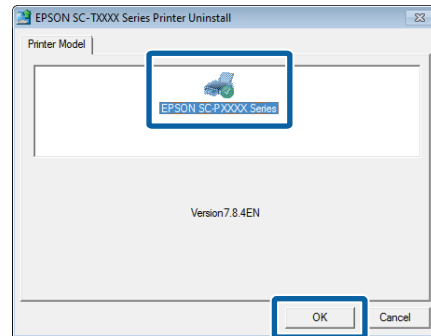 EPSON SC-TXXXX Series Printer Uninstall
Printer Model
EPSON SC-PXXXX Series
Version7.8.4EN
OK
Cancel